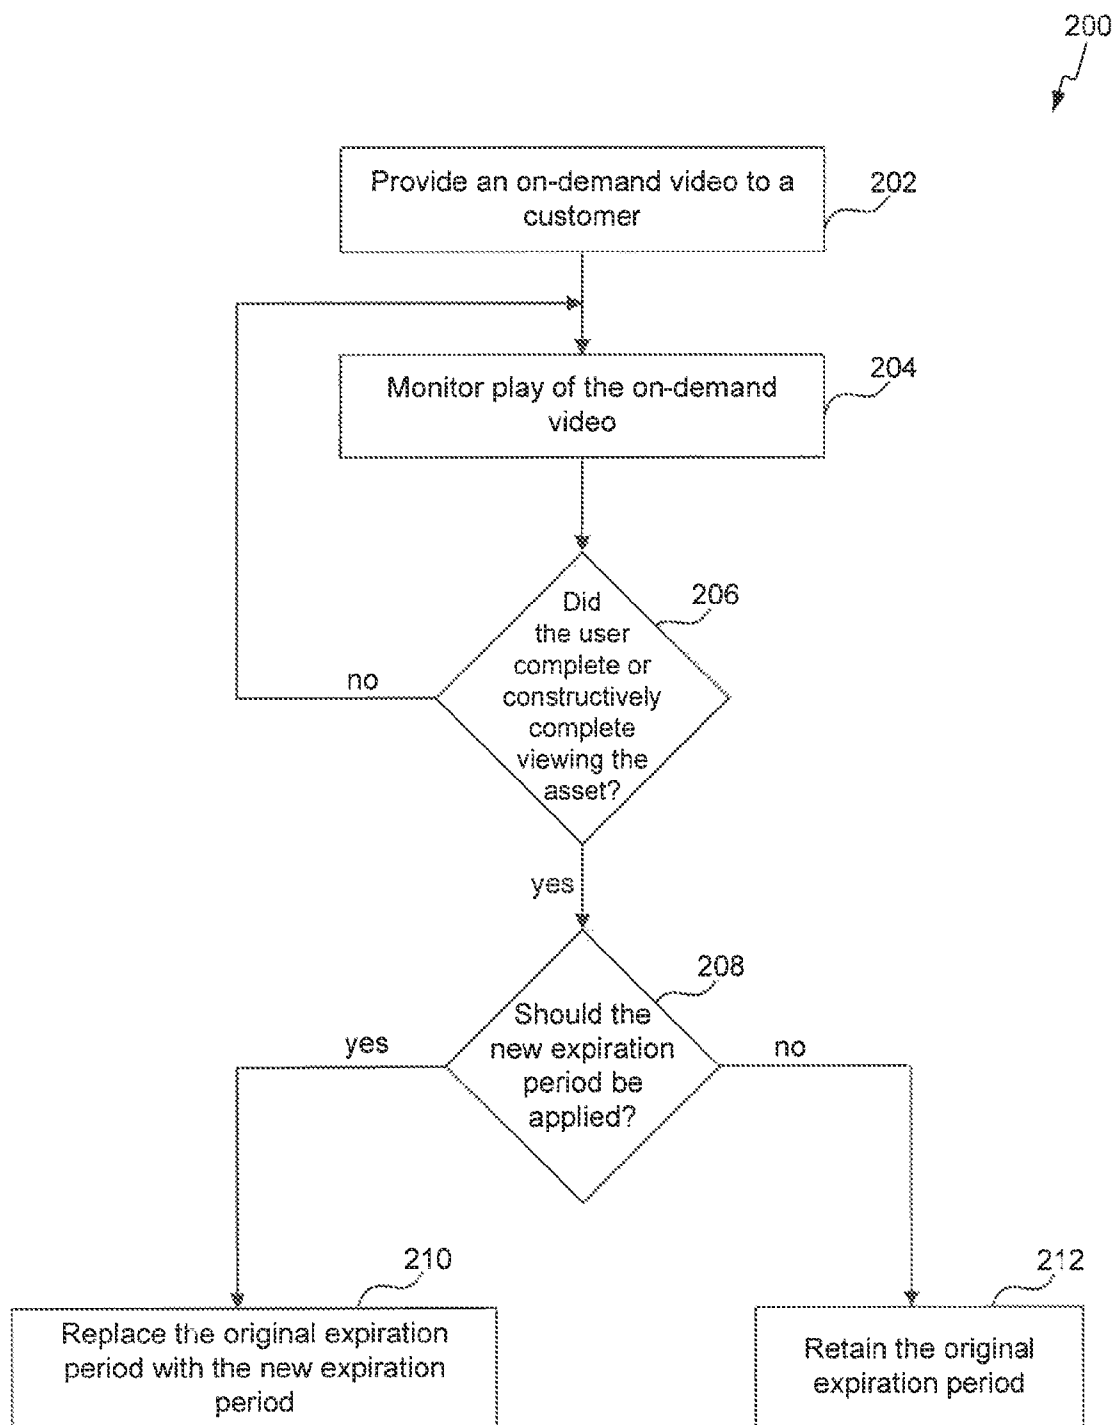 200
Provide an on-demand video to a
customer
202
Monitor play of the on-demand
video
204
Did
the user
complete or
constructively
complete
viewing the
asset?
206
no
yes
Should the
new expiration
period be
applied?
208
yes
no
210
Replace the original expiration
period with the new expiration
period
212
Retain the original
expiration period